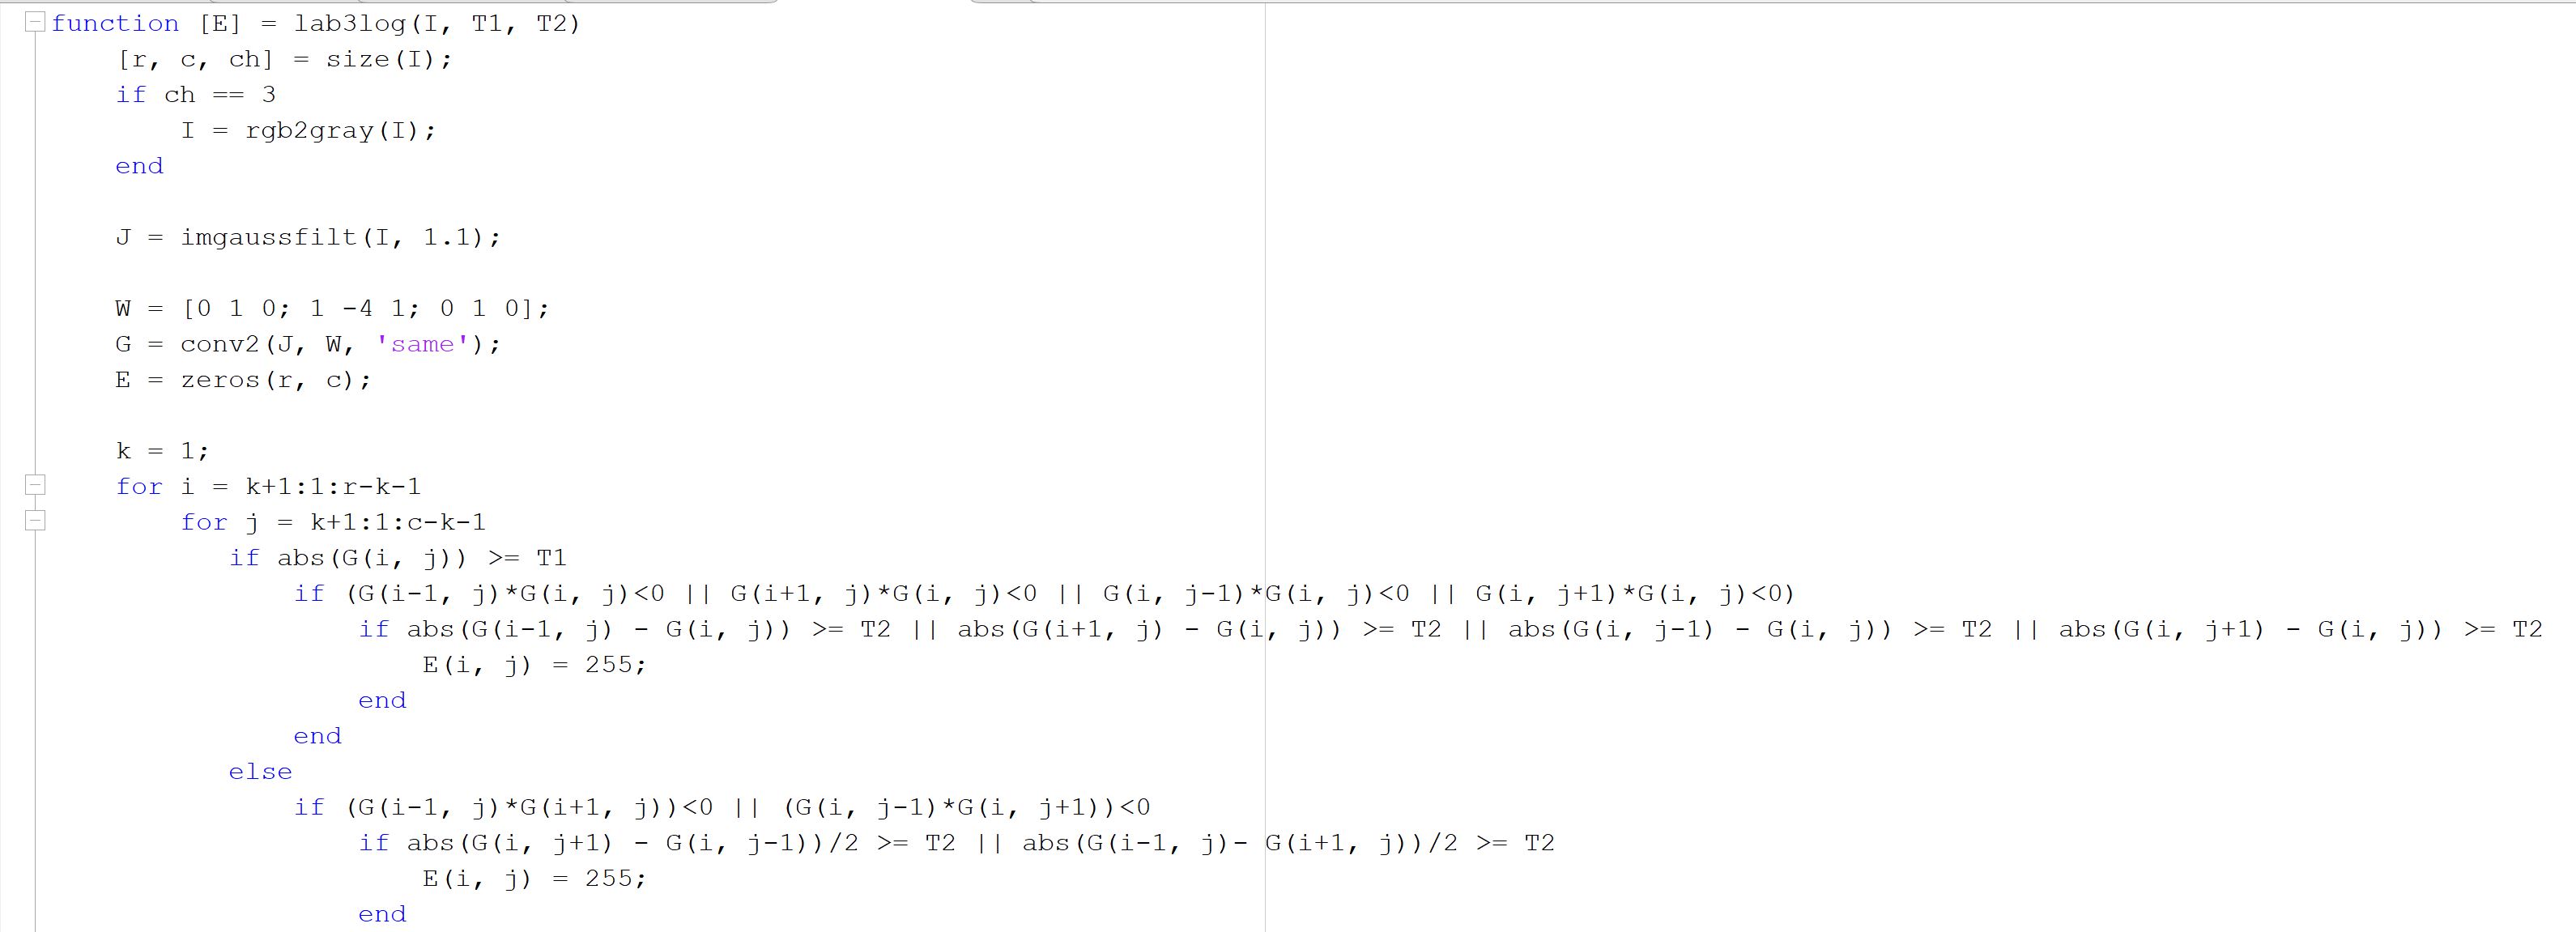 function [E] = lab3log(I, T1, T2)
    [r, c, ch] = size(I);
    if ch == 3
        I = rgb2gray(I);
    end

    J = imgaussfilt(I, 1.1);

    W = [0 1 0; 1 -4 1; 0 1 0];
    G = conv2(J, W, 'same');
    E = zeros(r, c);

    k = 1;
    for i = k+1:1:r-k-1
        for j = k+1:1:c-k-1
           if abs(G(i, j)) >= T1
               if (G(i-1, j)*G(i, j)<0 || G(i+1, j)*G(i, j)<0 || G(i, j-1)*G(i, j)<0 || G(i, j+1)*G(i, j)<0)
                   if abs(G(i-1, j) - G(i, j)) >= T2 || abs(G(i+1, j) - G(i, j)) >= T2 || abs(G(i, j-1) - G(i, j)) >= T2 || abs(G(i, j+1) - G(i, j)) >= T2
                       E(i, j) = 255;
                   end
               end
           else
               if (G(i-1, j)*G(i+1, j))<0 || (G(i, j-1)*G(i, j+1))<0
                   if abs(G(i, j+1) - G(i, j-1))/2 >= T2 || abs(G(i-1, j)- G(i+1, j))/2 >= T2
                       E(i, j) = 255;
                   end